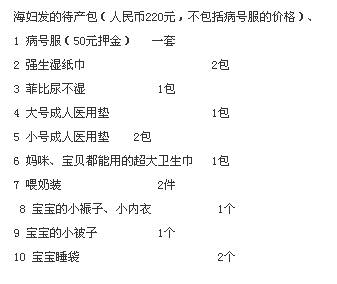 海妇发的待产包（人民币220元，不包括病号服的价格）、
1 病号服（50元押金） 一套
2 强生湿纸巾 2包
3 菲比尿不湿 1包
4 大号成人医用垫 1包
5 小号成人医用垫 2包
6 妈咪、宝贝都能用的超大卫生巾 1包
7 喂奶装 2件
8 宝宝的小裖子、小内衣 1个
9 宝宝的小被子 1个
10 宝宝睡袋 2个